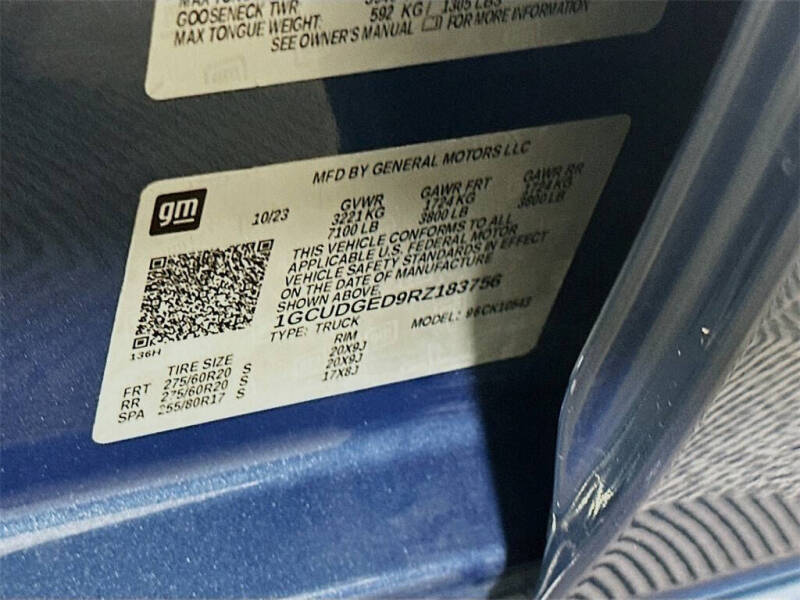 GOOSENECK TWR:
MAX TONGUE WEIGHT: 592 KG / 1305 LBS
SEE OWNER'S MANUAL FOR MORE INFORMATION
gm
MFD BY GENERAL MOTORS LLC
10/23 GVWR GAWR FRT GAWR RR
3221 KG 1724 KG 1724 KG
7100 LB 3800 LB 3800 LB
THIS VEHICLE CONFORMS TO ALL
APPLICABLE U.S. FEDERAL MOTOR
VEHICLE SAFETY STANDARDS IN EFFECT
ON THE DATE OF MANUFACTURE
SHOWN ABOVE.
1GCUDGED9RZ183756
TYPE: TRUCK MODEL: 98CK10543
136H
TIRE SIZE RIM
FRT 275/60R20 S 20X9J
RR 275/60R20 S 20X9J
SPA 255/80R17 S 17X8J